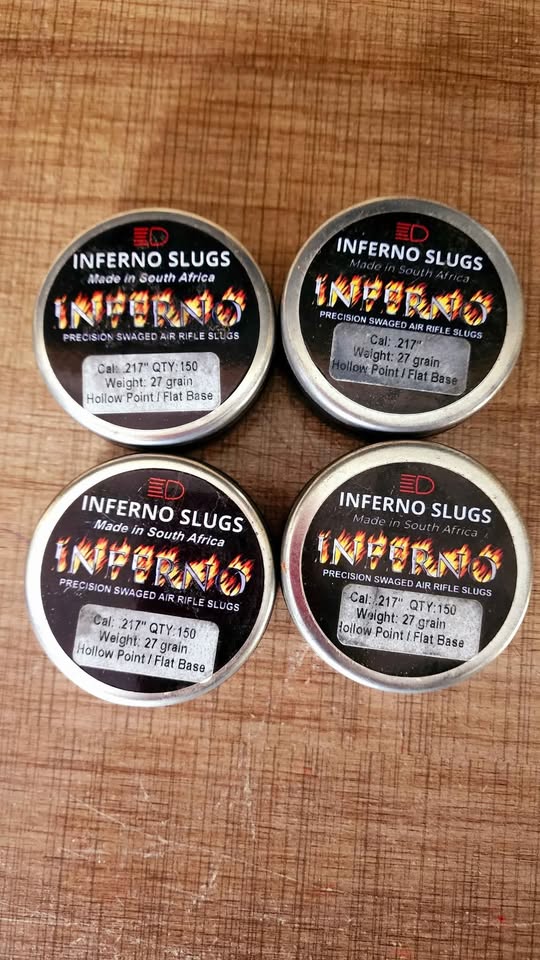 INFERNO SLUGS
Made in South Africa
INFERNO
PRECISION SWAGED AIR RIFLE SLUGS
Cal: .217" QTY:150
Weight: 27 grain
Hollow Point / Flat Base
INFERNO SLUGS
Made in South Africa
INFERNO
PRECISION SWAGED AIR RIFLE SLUGS
Cal: .217"
Weight: 27 grain
Hollow Point / Flat Base
INFERNO SLUGS
Made in South Africa
INFERNO
PRECISION SWAGED AIR RIFLE SLUGS
Cal: .217" QTY:150
Weight: 27 grain
Hollow Point / Flat Base
INFERNO SLUGS
Made in South Africa
INFERNO
PRECISION SWAGED AIR RIFLE SLUGS
Cal: .217" QTY:150
Weight: 27 grain
Hollow Point / Flat Base